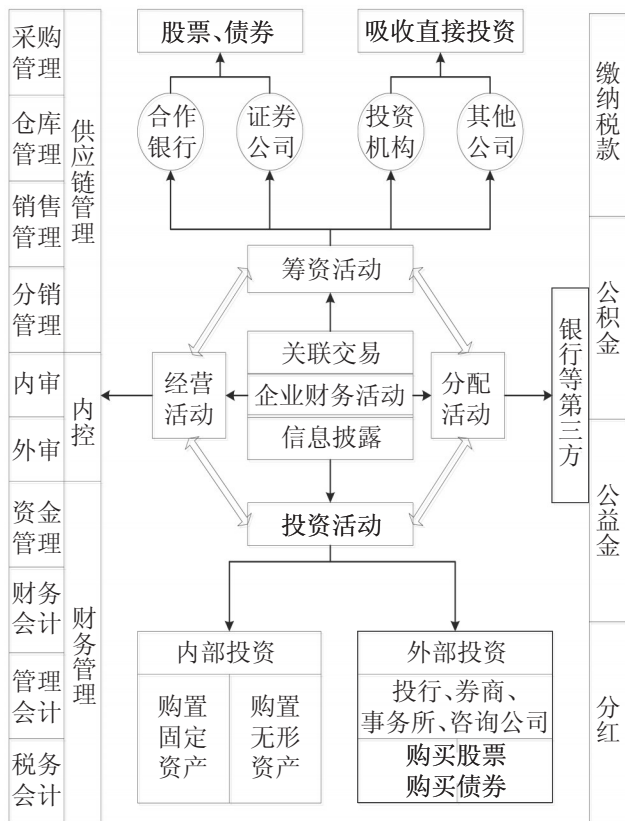 采购
管理
仓库
管理
销售
管理
分销
管理
内审
外审
资金
管理
财务
会计
管理
会计
税务
会计
供应链管理
内控
财务管理
股票、债券
吸收直接投资
合作
银行
证券
公司
投资
机构
其他
公司
筹资活动
关联交易
经营
活动
企业财务活动
分配
活动
信息披露
投资活动
内部投资
购置
固定
资产
购置
无形
资产
外部投资
投行、券商、
事务所、咨询公司
购买股票
购买债券
银行等第三方
缴纳税款
公积金
公益金
分红